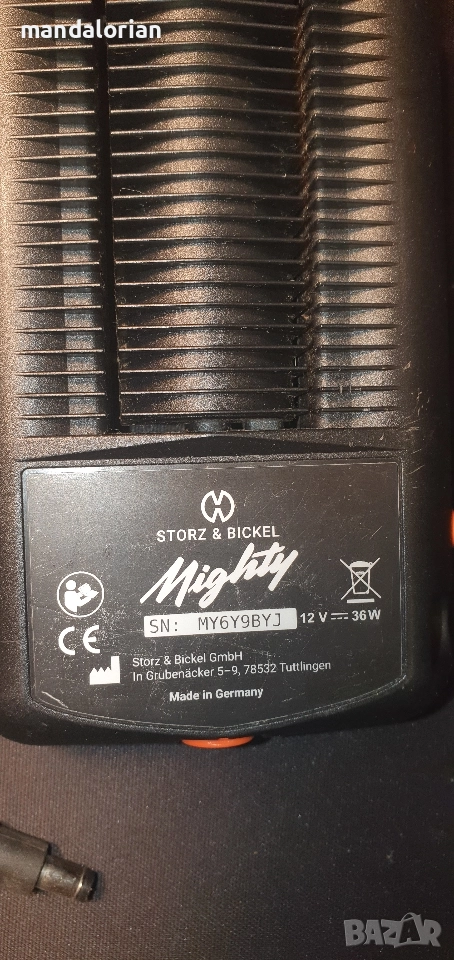 mandalorian
STORZ & BICKEL
Mighty
SN: MY6Y9BYJ 12 V ⎓ 36 W
CE
Storz & Bickel GmbH
In Grubenäcker 5–9, 78532 Tuttlingen
Made in Germany
BAZAR